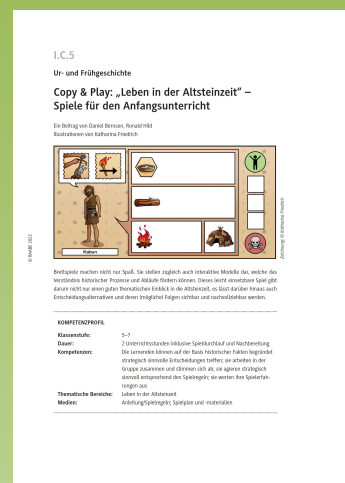 I.C.5
Ur- und Frühgeschichte
Copy & Play: „Leben in der Altsteinzeit“ –
Spiele für den Anfangsunterricht
Ein Beitrag von Daniel Bernsen, Ronald Hild
Illustrationen von Katharina Friedrich
Kabun
Zeichnung: © Katharina Friedrich
© RAABE 2022
Brettspiele machen nicht nur Spaß. Sie stellen zugleich auch interaktive Modelle dar, welche das
Verständnis historischer Prozesse und Abläufe fördern können. Dieses leicht einsetzbare Spiel gibt
darum nicht nur einen guten thematischen Einblick in die Altsteinzeit, es lässt darüber hinaus auch
Entscheidungsalternativen und deren (mögliche) Folgen sichtbar und nachvollziehbar werden.
KOMPETENZPROFIL
Klassenstufe: 5–7
Dauer: 2 Unterrichtsstunden inklusive Spieldurchlauf und Nachbereitung
Kompetenzen: Die Lernenden können auf der Basis historischer Fakten begründet
strategisch sinnvolle Entscheidungen treffen; sie arbeiten in der
Gruppe zusammen und stimmen sich ab; sie agieren strategisch
sinnvoll entsprechend den Spielregeln; sie werten ihre Spielerfah-
rungen aus
Thematische Bereiche: Leben in der Altsteinzeit
Medien: Anleitung/Spielregeln; Spielplan und -materialien